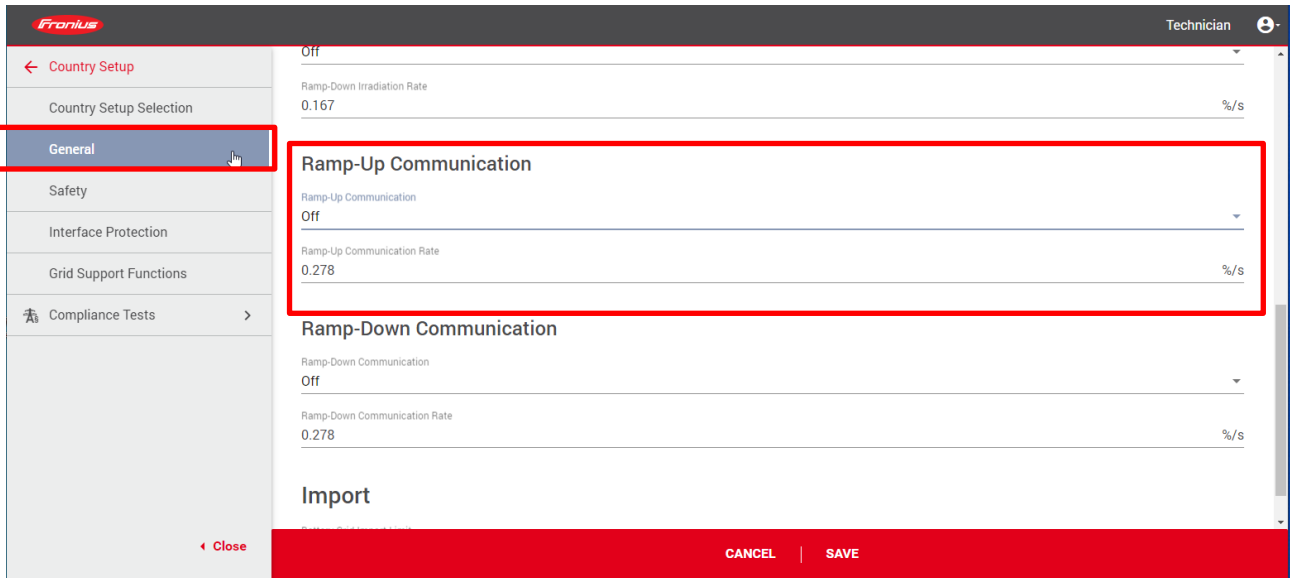 Fronius
Technician
Country Setup
Country Setup Selection
General
Safety
Interface Protection
Grid Support Functions
Compliance Tests
Close
Off
Ramp-Down Irradiation Rate
0.167 %/s
Ramp-Up Communication
Ramp-Up Communication
Off
Ramp-Up Communication Rate
0.278 %/s
Ramp-Down Communication
Ramp-Down Communication
Off
Ramp-Down Communication Rate
0.278 %/s
Import
CANCEL | SAVE